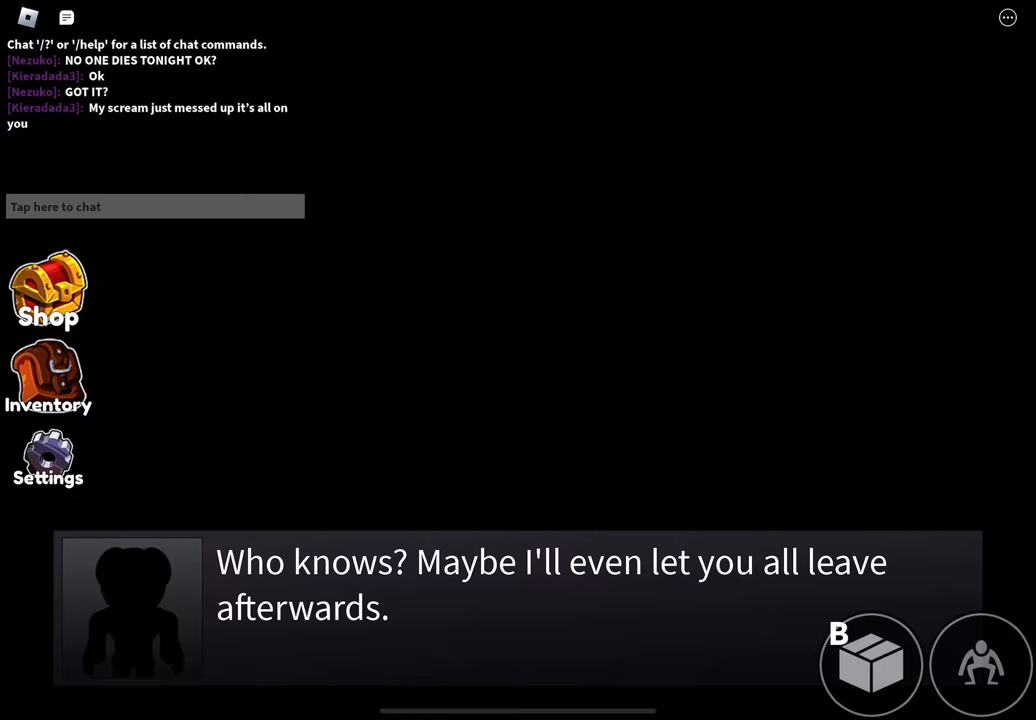 Chat '/?' or '/help' for a list of chat commands.
[Nezuko]: NO ONE DIES TONIGHT OK?
[Kieradada3]: Ok
[Nezuko]: GOT IT?
[Kieradada3]: My scream just messed up it's all on
you
Tap here to chat
Shop
Inventory
Settings
Who knows? Maybe I'll even let you all leave
afterwards.
B